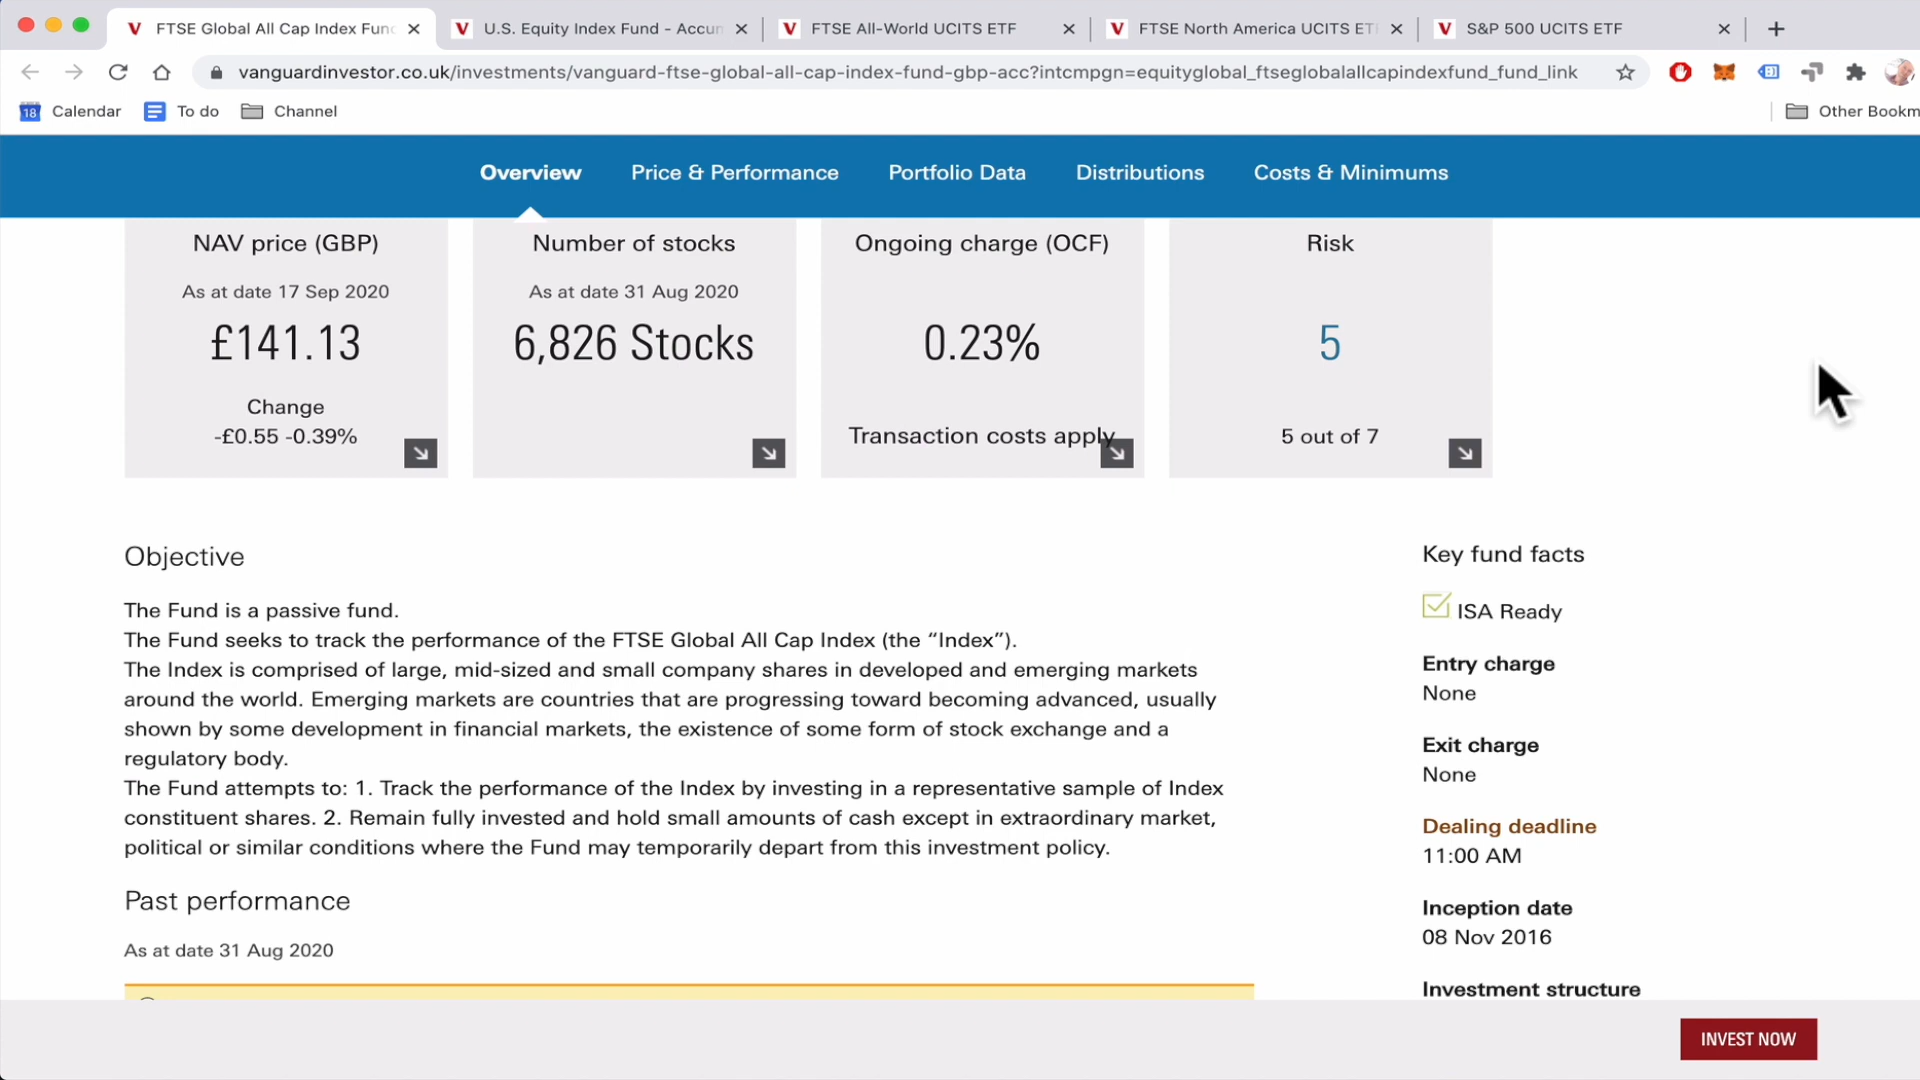 FTSE Global All Cap Index Fun
U.S. Equity Index Fund - Accun
FTSE All-World UCITS ETF
FTSE North America UCITS ET
S&P 500 UCITS ETF
vanguardinvestor.co.uk/investments/vanguard-ftse-global-all-cap-index-fund-gbp-acc?intcmpgn=equityglobal_ftseglobalallcapindexfund_fund_link
18 Calendar
To do
Channel
Other Bookm
Overview
Price & Performance
Portfolio Data
Distributions
Costs & Minimums
NAV price (GBP)
As at date 17 Sep 2020
£141.13
Change
-£0.55 -0.39%
Number of stocks
As at date 31 Aug 2020
6,826 Stocks
Ongoing charge (OCF)
0.23%
Transaction costs apply
Risk
5
5 out of 7
Objective
The Fund is a passive fund.
The Fund seeks to track the performance of the FTSE Global All Cap Index (the “Index”).
The Index is comprised of large, mid-sized and small company shares in developed and emerging markets
around the world. Emerging markets are countries that are progressing toward becoming advanced, usually
shown by some development in financial markets, the existence of some form of stock exchange and a
regulatory body.
The Fund attempts to: 1. Track the performance of the Index by investing in a representative sample of Index
constituent shares. 2. Remain fully invested and hold small amounts of cash except in extraordinary market,
political or similar conditions where the Fund may temporarily depart from this investment policy.
Past performance
As at date 31 Aug 2020
Key fund facts
ISA Ready
Entry charge
None
Exit charge
None
Dealing deadline
11:00 AM
Inception date
08 Nov 2016
Investment structure
INVEST NOW